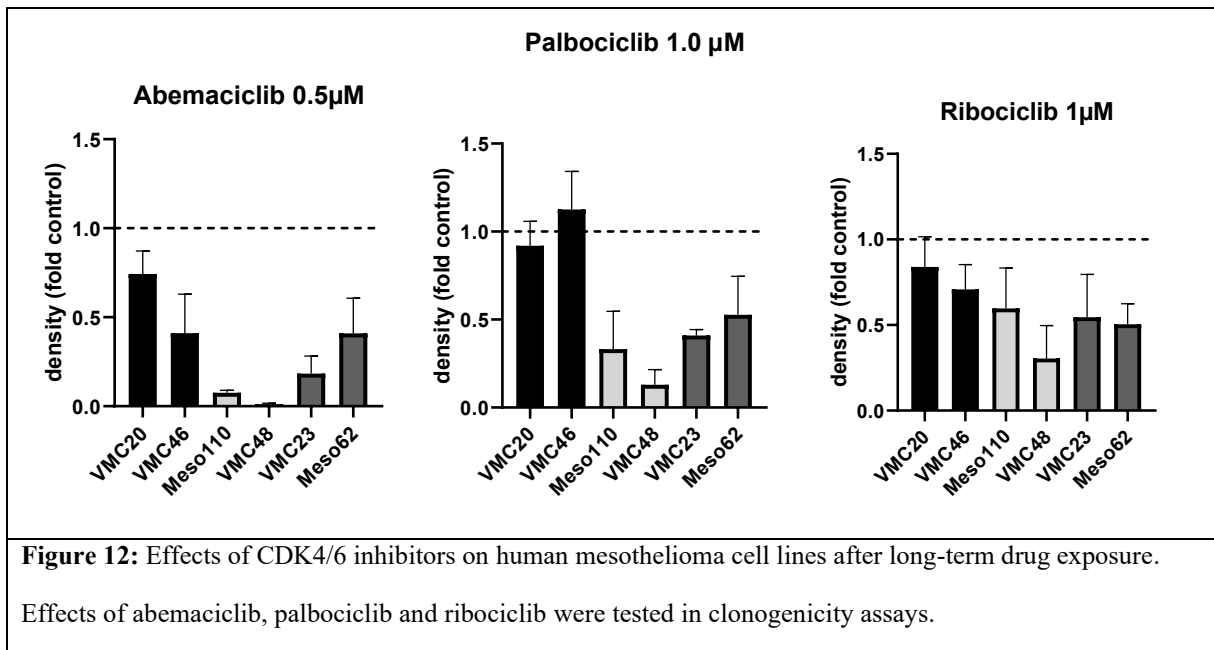 Palbociclib 1.0 µM
Abemaciclib 0.5µM
Ribociclib 1µM
density (fold control)
1.5
1.0
0.5
0.0
VMC20
VMC46
Meso110
VMC48
VMC23
Meso62
density (fold control)
1.5
1.0
0.5
0.0
VMC20
VMC46
Meso110
VMC48
VMC23
Meso62
density (fold control)
1.5
1.0
0.5
0.0
VMC20
VMC46
Meso110
VMC48
VMC23
Meso62
Figure 12: Effects of CDK4/6 inhibitors on human mesothelioma cell lines after long-term drug exposure.
Effects of abemaciclib, palbociclib and ribociclib were tested in clonogenicity assays.